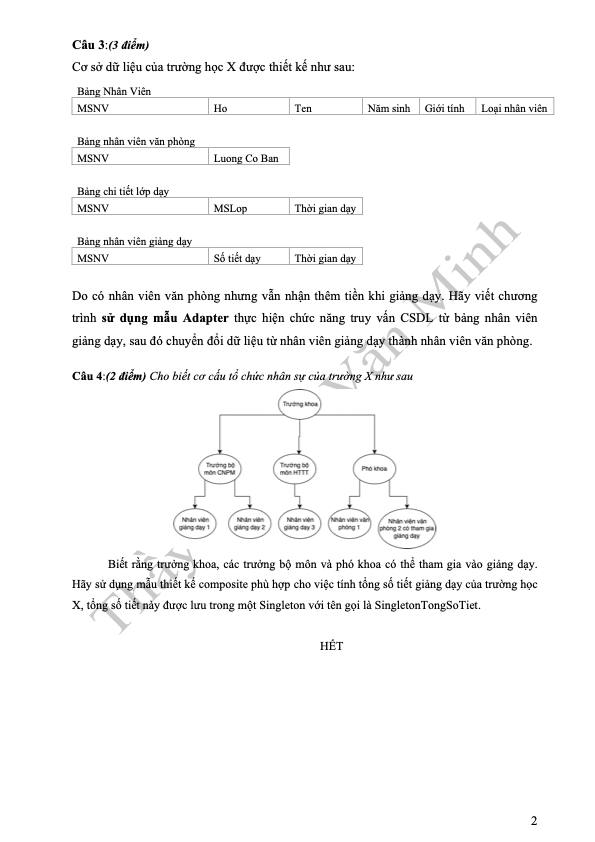 Câu 3:(3 điểm)
Cơ sở dữ liệu của trường học X được thiết kế như sau:
Bảng Nhân Viên
MSNV Ho Ten Năm sinh Giới tính Loại nhân viên
Bảng nhân viên văn phòng
MSNV Luong Co Ban
Bảng chi tiết lớp dạy
MSNV MSLop Thời gian dạy
Bảng nhân viên giảng dạy
MSNV Số tiết dạy Thời gian dạy
Do có nhân viên văn phòng nhưng vẫn nhận thêm tiền khi giảng dạy. Hãy viết chương
trình sử dụng mẫu Adapter thực hiện chức năng truy vấn CSDL từ bảng nhân viên
giảng dạy, sau đó chuyển đổi dữ liệu từ nhân viên giảng dạy thành nhân viên văn phòng.
Câu 4:(2 điểm) Cho biết cơ cấu tổ chức nhân sự của trường X như sau
Trưởng khoa
Trưởng bộ
môn CNPM
Trưởng bộ
môn HTTT
Phó khoa
Nhân viên
giảng dạy 1
Nhân viên
giảng dạy 2
Nhân viên
giảng dạy 3
Nhân viên văn
phòng 1
Nhân viên văn
phòng 2 có tham gia
giảng dạy
Biết rằng trưởng khoa, các trưởng bộ môn và phó khoa có thể tham gia vào giảng dạy.
Hãy sử dụng mẫu thiết kế composite phù hợp cho việc tính tổng số tiết giảng dạy của trường học
X, tổng số tiết này được lưu trong một Singleton với tên gọi là SingletonTongSoTiet.
HẾT
2
Thầy Văn Minh